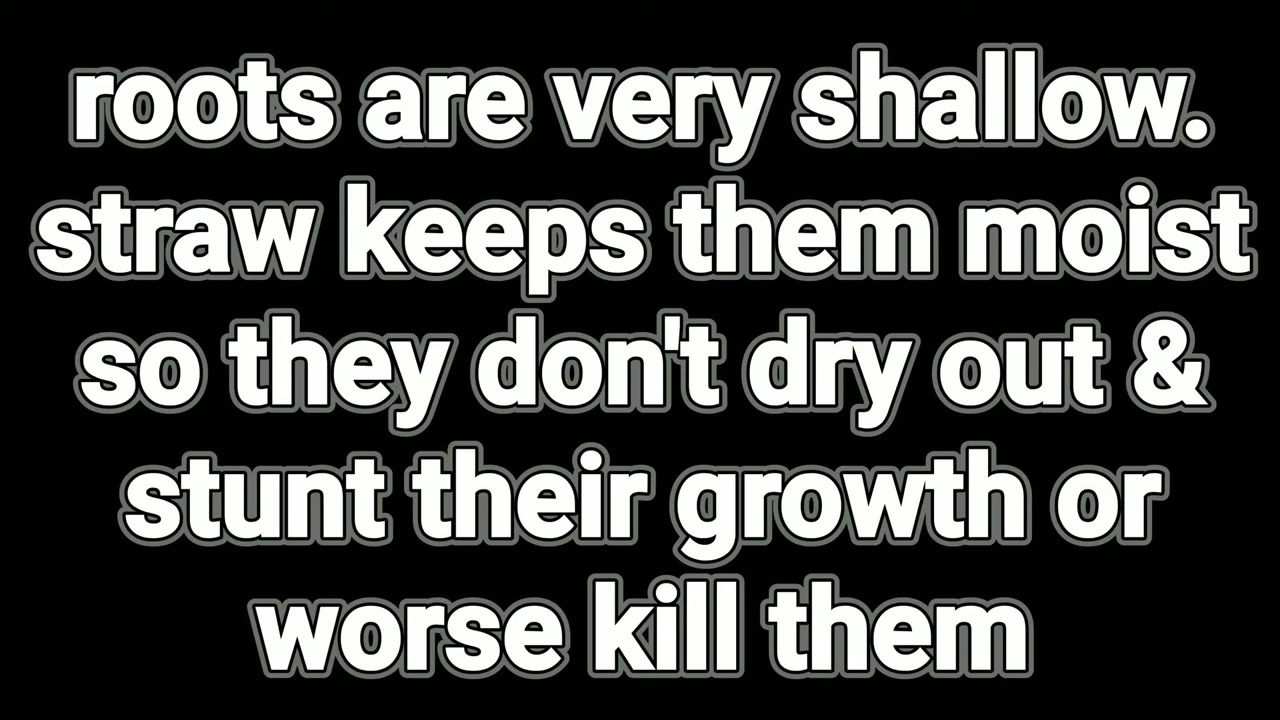 roots are very shallow.
straw keeps them moist
so they don't dry out &
stunt their growth or
worse kill them